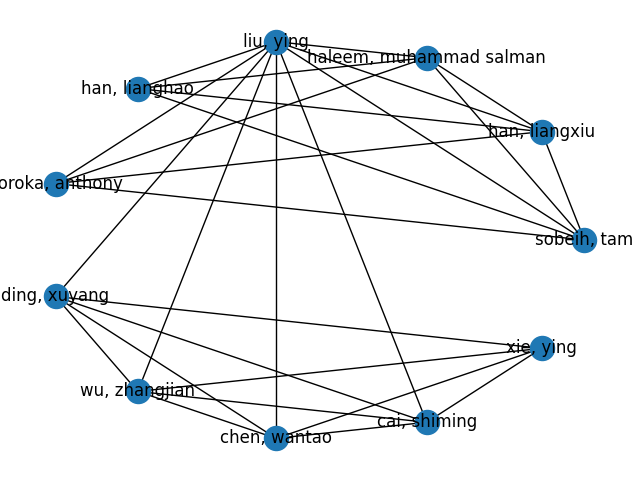 liu, ying
haleem, muhammad salman
han, lianghao
han, liangxiu
oroka, anthony
sobeih, tam
ding, xuyang
xie, ying
wu, zhangjian
cai, shiming
chen, wantao